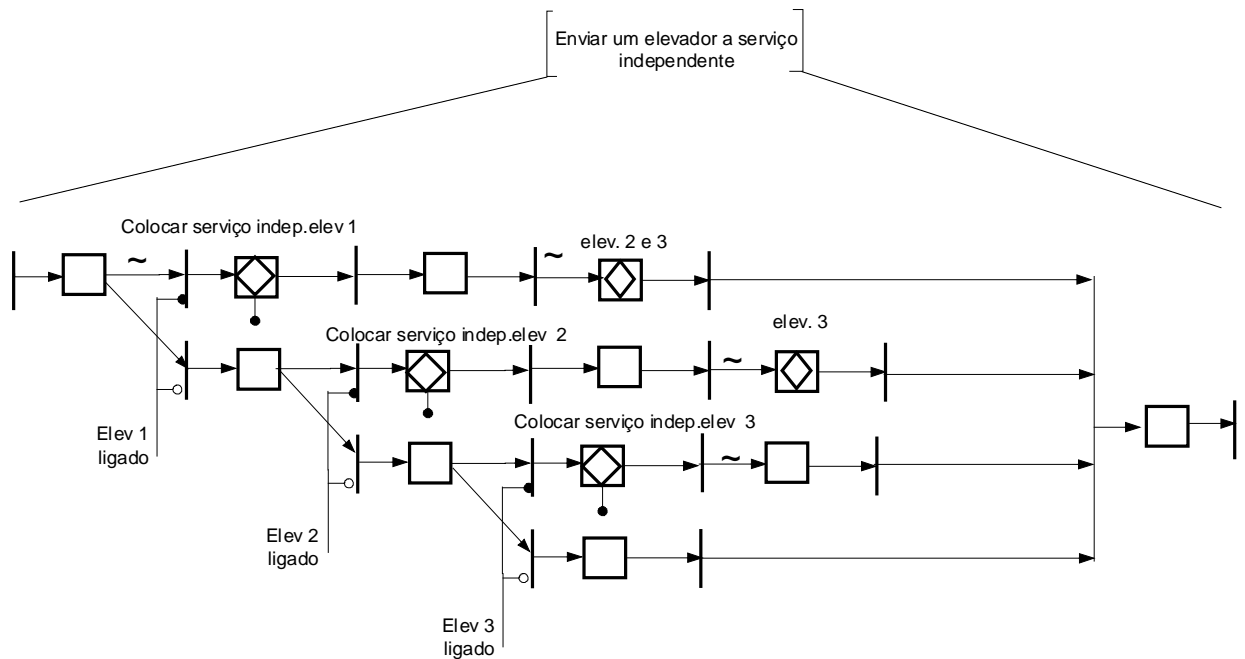 Enviar um elevador a serviço
independente
Colocar serviço indep.elev 1
~
~
elev. 2 e 3
Colocar serviço indep.elev  2
elev. 3
~
Elev 1
ligado
Colocar serviço indep.elev  3
~
Elev 2
ligado
Elev 3
ligado